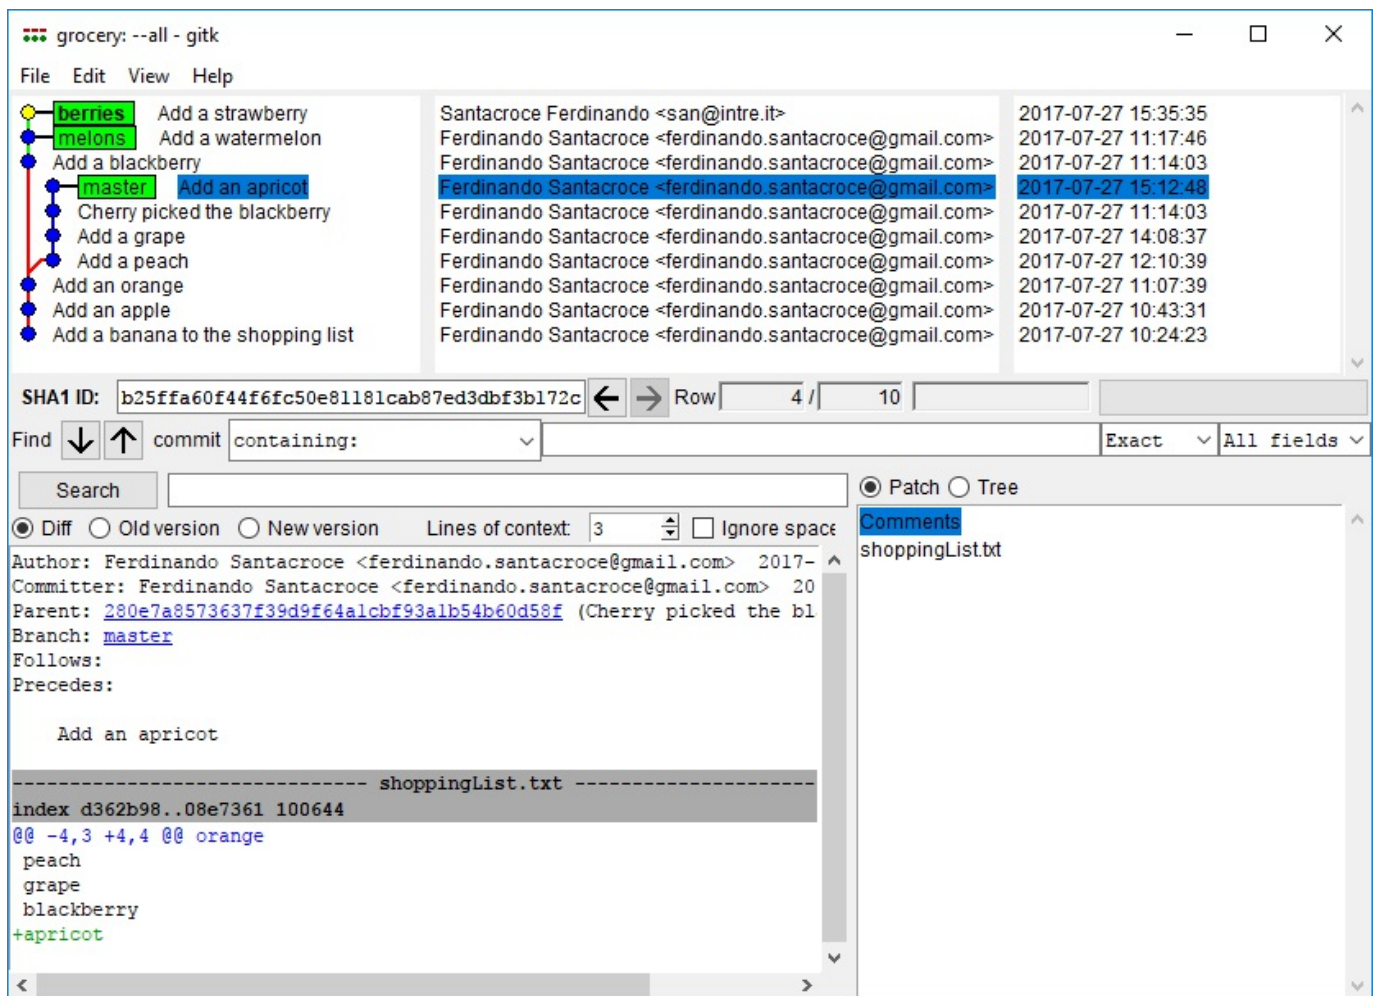 grocery: --all - gitk
File Edit View Help
berries Add a strawberry Santacroce Ferdinando <san@intre.it> 2017-07-27 15:35:35
melons Add a watermelon Ferdinando Santacroce <ferdinando.santacroce@gmail.com> 2017-07-27 11:17:46
Add a blackberry Ferdinando Santacroce <ferdinando.santacroce@gmail.com> 2017-07-27 11:14:03
master Add an apricot Ferdinando Santacroce <ferdinando.santacroce@gmail.com> 2017-07-27 15:12:48
Cherry picked the blackberry Ferdinando Santacroce <ferdinando.santacroce@gmail.com> 2017-07-27 11:14:03
Add a grape Ferdinando Santacroce <ferdinando.santacroce@gmail.com> 2017-07-27 14:08:37
Add a peach Ferdinando Santacroce <ferdinando.santacroce@gmail.com> 2017-07-27 12:10:39
Add an orange Ferdinando Santacroce <ferdinando.santacroce@gmail.com> 2017-07-27 11:07:39
Add an apple Ferdinando Santacroce <ferdinando.santacroce@gmail.com> 2017-07-27 10:43:31
Add a banana to the shopping list Ferdinando Santacroce <ferdinando.santacroce@gmail.com> 2017-07-27 10:24:23
SHA1 ID: b25ffa60f44f6fc50e81181cab87ed3dbf3b172c Row 4 / 10
Find commit containing: Exact All fields
Search Patch Tree
Diff Old version New version Lines of context: 3 Ignore space
Comments
shoppingList.txt
Author: Ferdinando Santacroce <ferdinando.santacroce@gmail.com> 2017-
Committer: Ferdinando Santacroce <ferdinando.santacroce@gmail.com> 20
Parent: 280e7a8573637f39d9f64a1cbf93a1b54b60d58f (Cherry picked the bl
Branch: master
Follows:
Precedes:
Add an apricot
------------------------------- shoppingList.txt ---------------------
index d362b98..08e7361 100644
@@ -4,3 +4,4 @@ orange
peach
grape
blackberry
+apricot